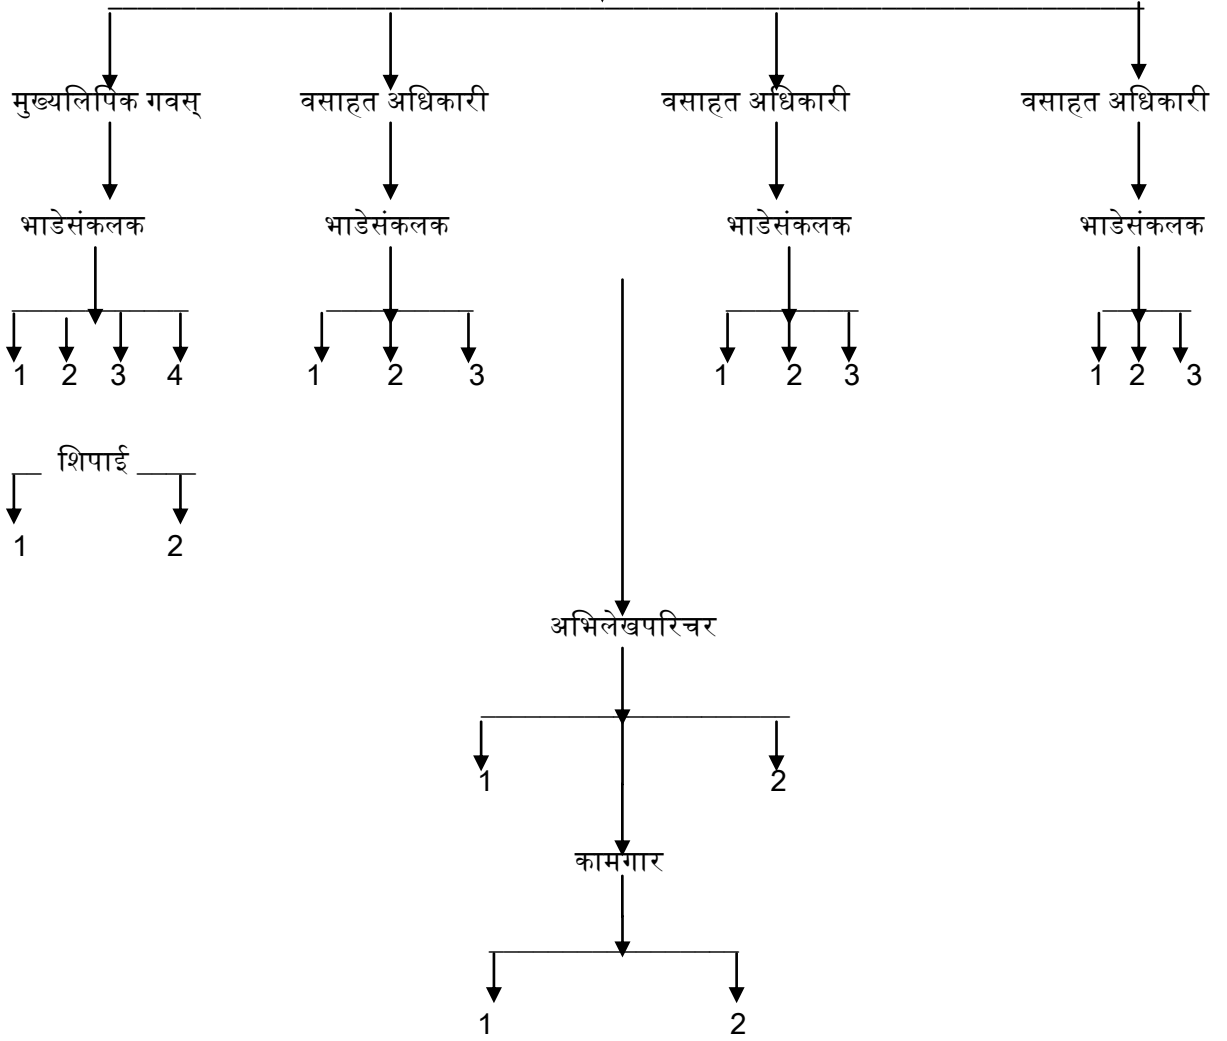 मुख्यलिपिक गवस् वसाहत अधिकारी वसाहत अधिकारी वसाहत अधिकारी
भाडेसंकलक भाडेसंकलक भाडेसंकलक भाडेसंकलक
1 2 3 4 1 2 3 1 2 3 1 2 3
शिपाई
1 2
अभिलेखपरिचर
1 2
कामगार
1 2